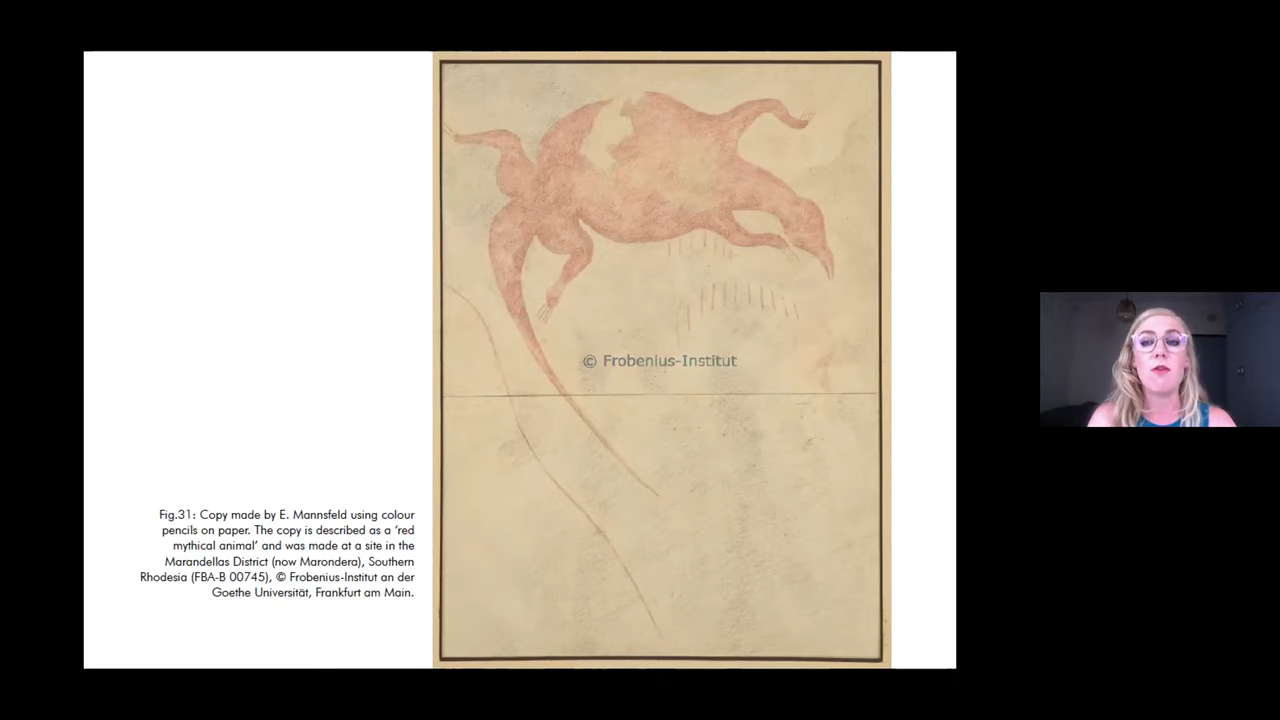 © Frobenius-Institut
Fig.31: Copy made by E. Mannsfeld using colour
pencils on paper. The copy is described as a ‘red
mythical animal’ and was made at a site in the
Marandellas District (now Marondera), Southern
Rhodesia (FBA-B 00745), © Frobenius-Institut an der
Goethe Universität, Frankfurt am Main.